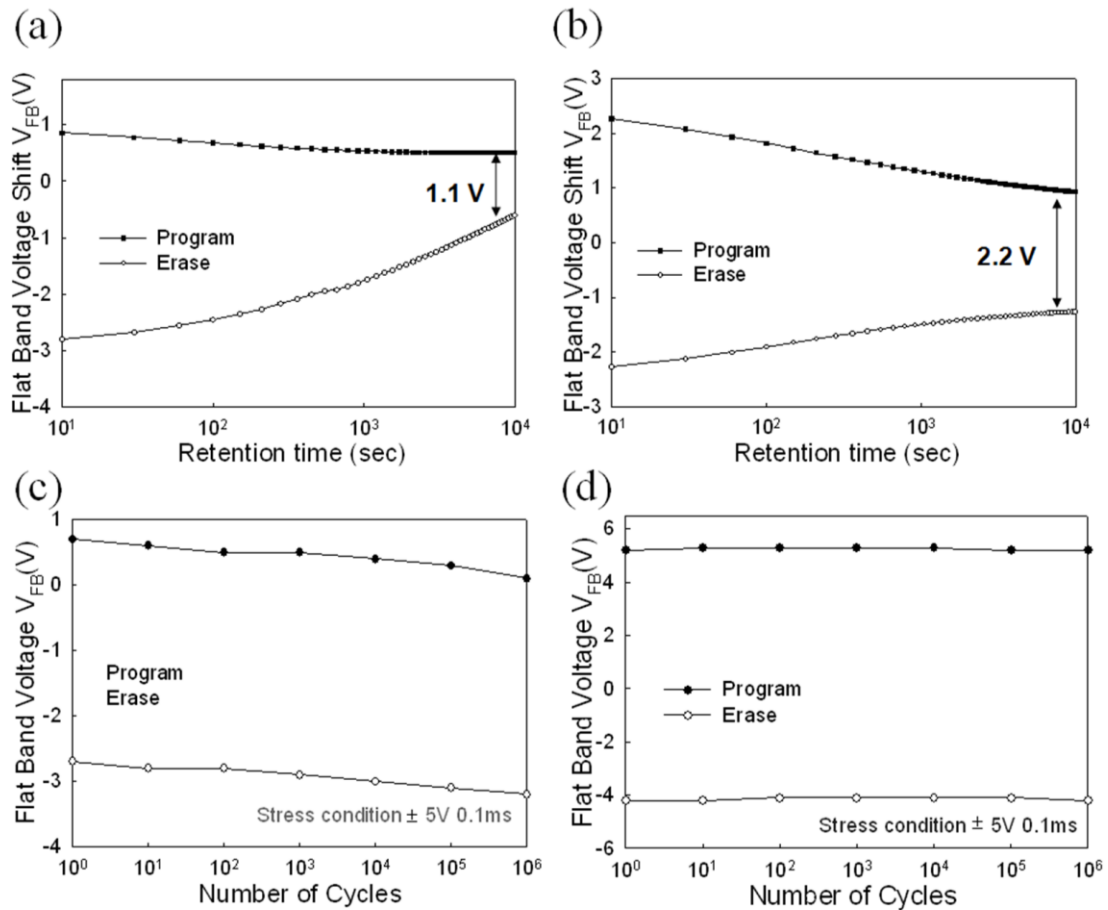 (a)
Flat Band Voltage Shift V_FB(V)
1
0
-1
-2
-3
-4
1.1 V
Program
Erase
10^1
10^2
10^3
10^4
Retention time (sec)
(b)
Flat Band Voltage Shift V_FB(V)
3
2
1
0
-1
-2
-3
Program
Erase
2.2 V
10^1
10^2
10^3
10^4
Retention time (sec)
(c)
Flat Band Voltage V_FB(V)
1
0
-1
-2
-3
-4
Program
Erase
Stress condition ± 5V 0.1ms
10^0
10^1
10^2
10^3
10^4
10^5
10^6
Number of Cycles
(d)
Flat Band Voltage V_FB(V)
6
4
2
0
-2
-4
-6
Program
Erase
Stress condition ± 5V 0.1ms
10^0
10^1
10^2
10^3
10^4
10^5
10^6
Number of Cycles